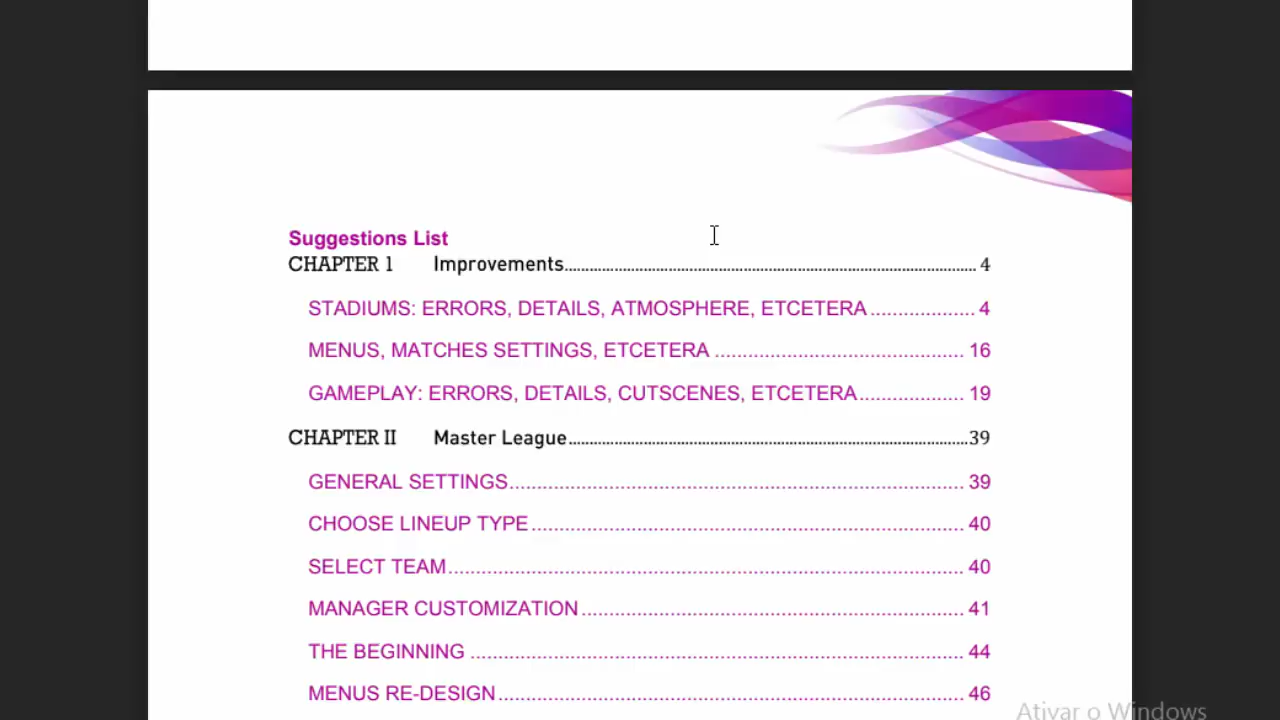 Suggestions List
CHAPTER 1 Improvements........................................................................................................ 4
STADIUMS: ERRORS, DETAILS, ATMOSPHERE, ETCETERA ................... 4
MENUS, MATCHES SETTINGS, ETCETERA ............................................. 16
GAMEPLAY: ERRORS, DETAILS, CUTSCENES, ETCETERA................... 19
CHAPTER II Master League.......................................................................................................39
GENERAL SETTINGS.................................................................................. 39
CHOOSE LINEUP TYPE .............................................................................. 40
SELECT TEAM............................................................................................. 40
MANAGER CUSTOMIZATION ..................................................................... 41
THE BEGINNING ......................................................................................... 44
MENUS RE-DESIGN.................................................................................... 46
Ativar o Windows